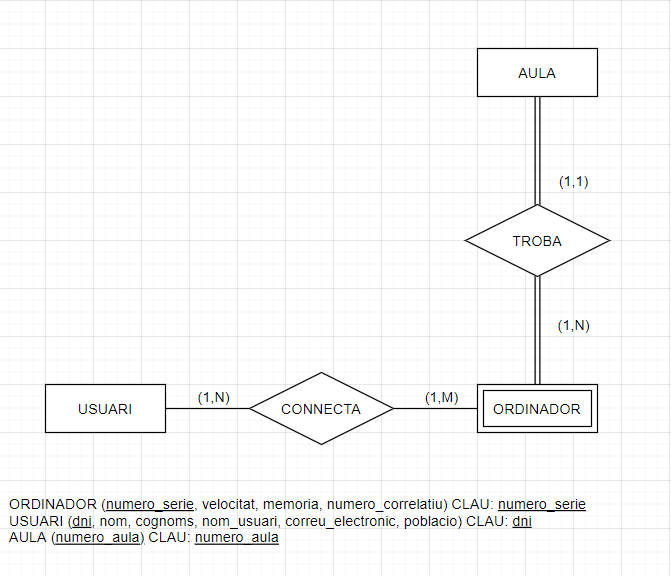 AULA
(1,1)
TROBA
(1,N)
USUARI
(1,N)
CONNECTA
(1,M)
ORDINADOR
ORDINADOR (numero_serie, velocitat, memoria, numero_correlatiu) CLAU: numero_serie
USUARI (dni, nom, cognoms, nom_usuari, correu_electronic, poblacio) CLAU: dni
AULA (numero_aula) CLAU: numero_aula